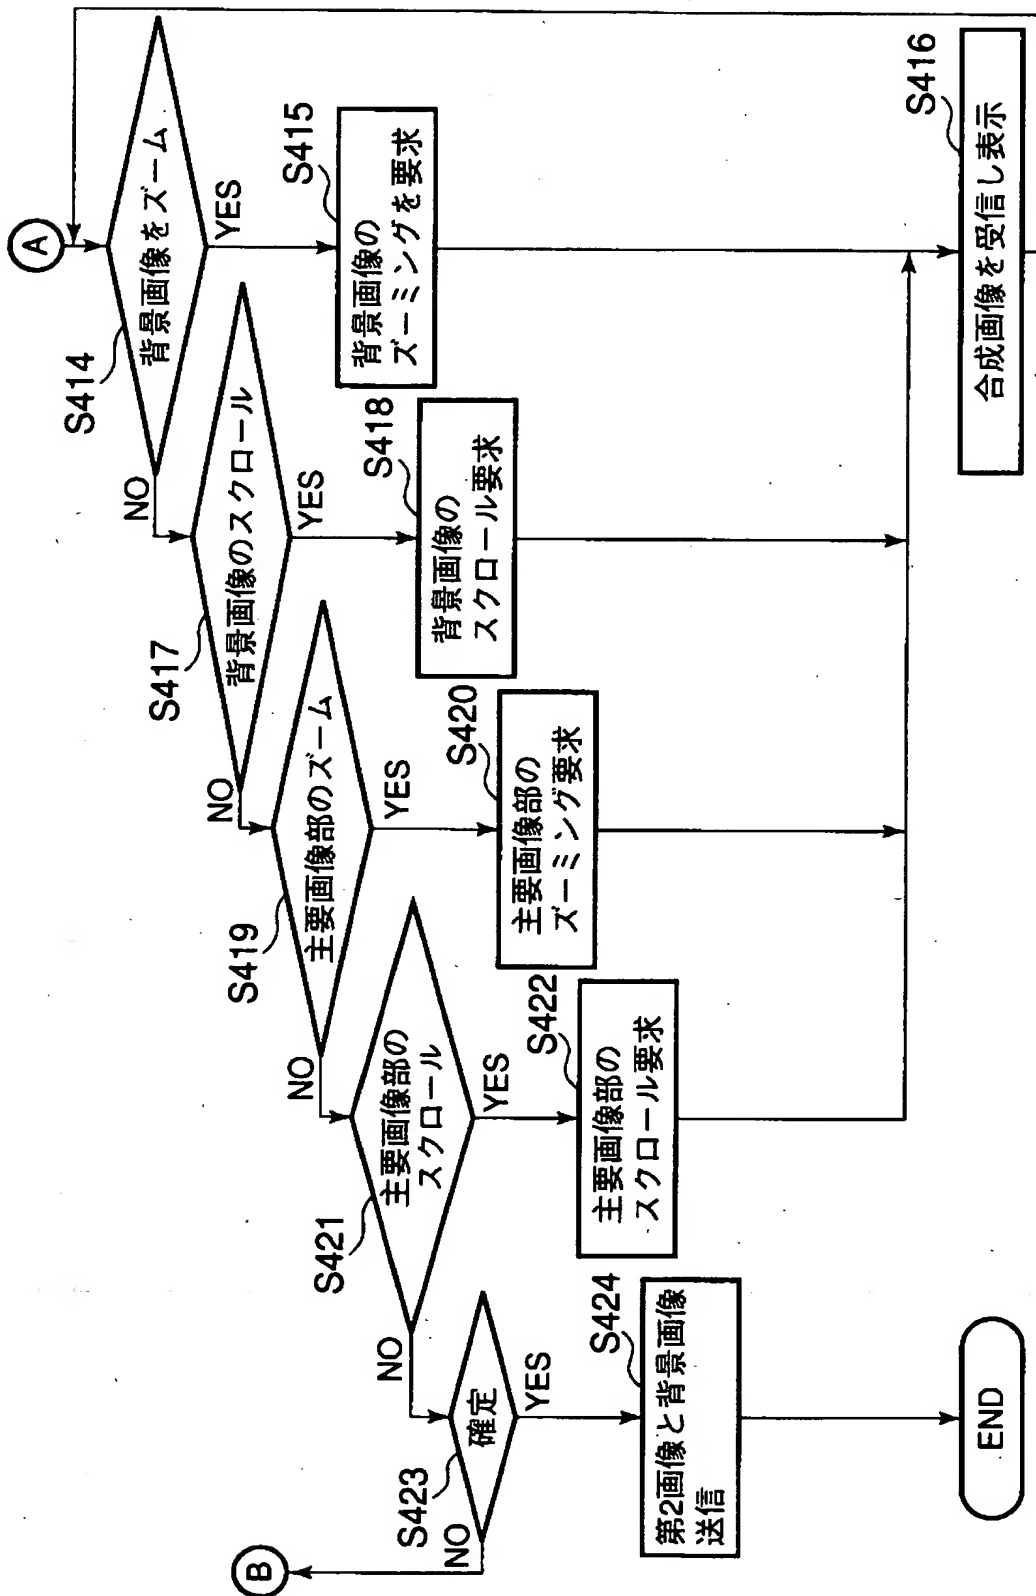 A
S414
背景画像をズーム
YES
NO
S415
背景画像の
ズーミングを要求
S416
合成画像を受信し表示
S417
背景画像のスクロール
YES
NO
S418
背景画像の
スクロール要求
S419
主要画像部のズーム
YES
NO
S420
主要画像部の
ズーミング要求
S421
主要画像部の
スクロール
YES
NO
S422
主要画像部の
スクロール要求
S423
確定
YES
NO
S424
第2画像と背景画像
送信
B
END